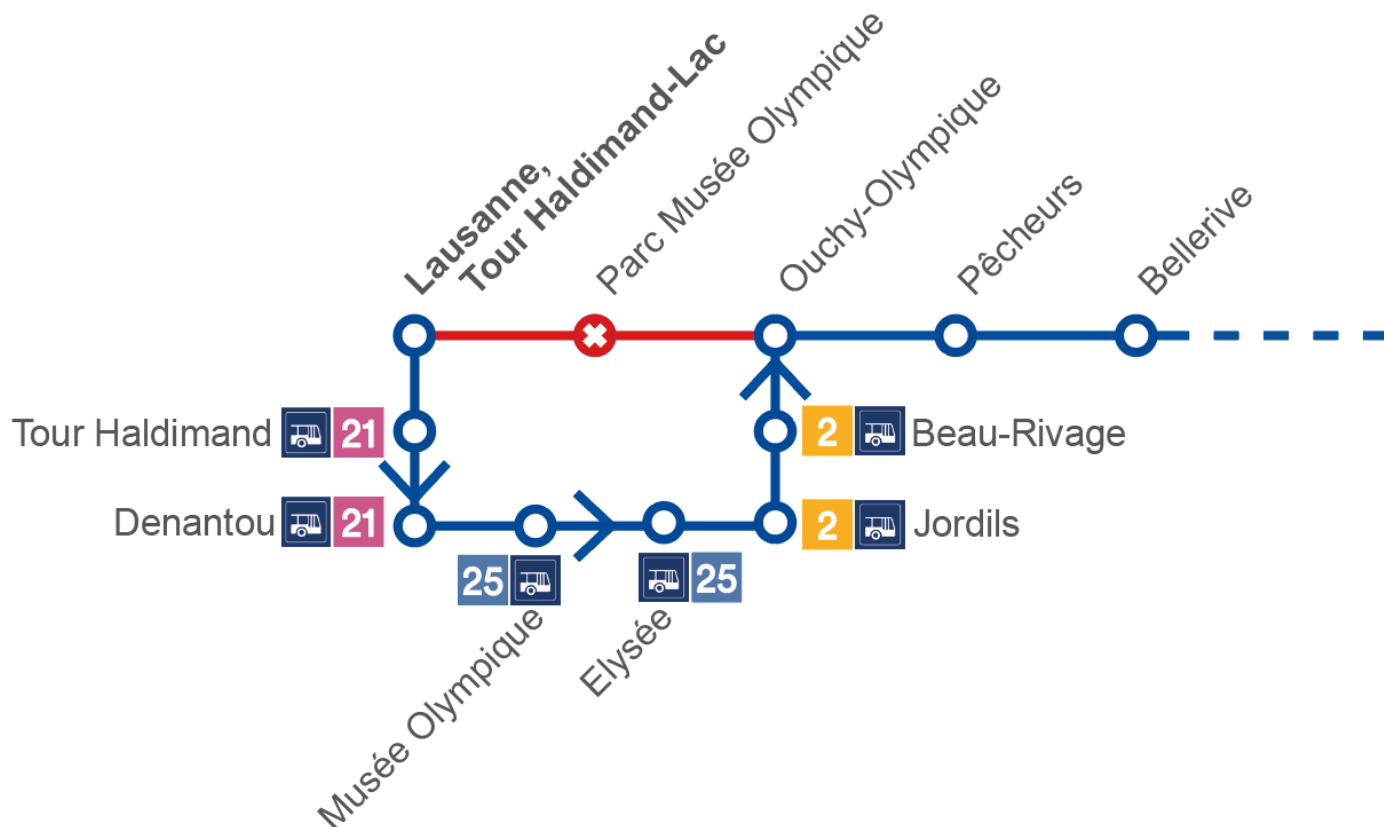 Lausanne,
Tour Haldimand-Lac
Parc Musée Olympique
Ouchy-Olympique
Pêcheurs
Bellerive
Tour Haldimand 21
2 Beau-Rivage
Denantou 21
2 Jordils
25
25
Musée Olympique
Elysée